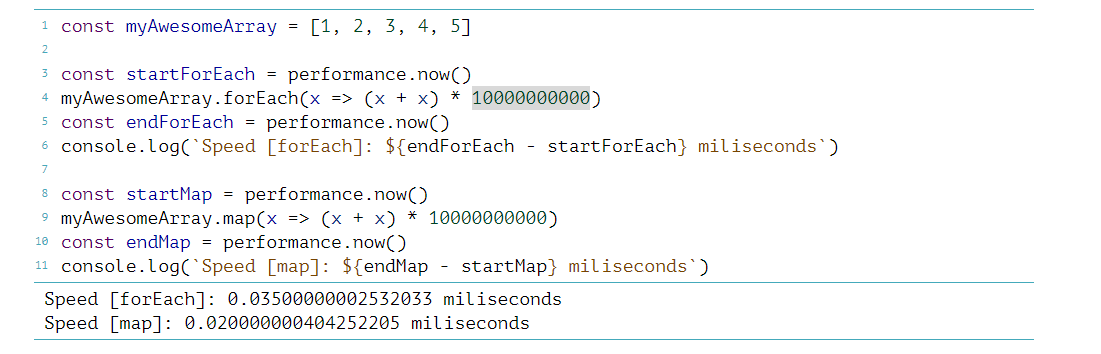 1 const myAwesomeArray = [1, 2, 3, 4, 5]
2
3 const startForEach = performance.now()
4 myAwesomeArray.forEach(x => (x + x) * 10000000000)
5 const endForEach = performance.now()
6 console.log(`Speed [forEach]: ${endForEach - startForEach} miliseconds`)
7
8 const startMap = performance.now()
9 myAwesomeArray.map(x => (x + x) * 10000000000)
10 const endMap = performance.now()
11 console.log(`Speed [map]: ${endMap - startMap} miliseconds`)
Speed [forEach]: 0.03500000002532033 miliseconds
Speed [map]: 0.020000000404252205 miliseconds